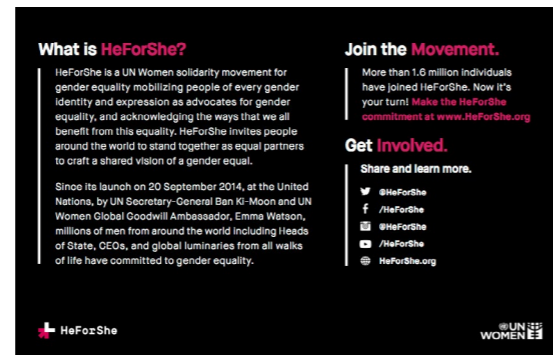 What is HeForShe?
HeForShe is a UN Women solidarity movement for
gender equality mobilizing people of every gender
identity and expression as advocates for gender
equality, and acknowledging the ways that we all
benefit from this equality. HeForShe invites people
around the world to stand together as equal partners
to craft a shared vision of a gender equal.
Since its launch on 20 September 2014, at the United
Nations, by UN Secretary-General Ban Ki-Moon and UN
Women Global Goodwill Ambassador, Emma Watson,
millions of men from around the world including Heads
of State, CEOs, and global luminaries from all walks
of life have committed to gender equality.
Join the Movement.
More than 1.6 million individuals
have joined HeForShe. Now it's
your turn! Make the HeForShe
commitment at www.HeForShe.org
Get Involved.
Share and learn more.
@HeForShe
/HeForShe
@HeForShe
/HeForShe
HeForShe.org
HeForShe
UN
WOMEN